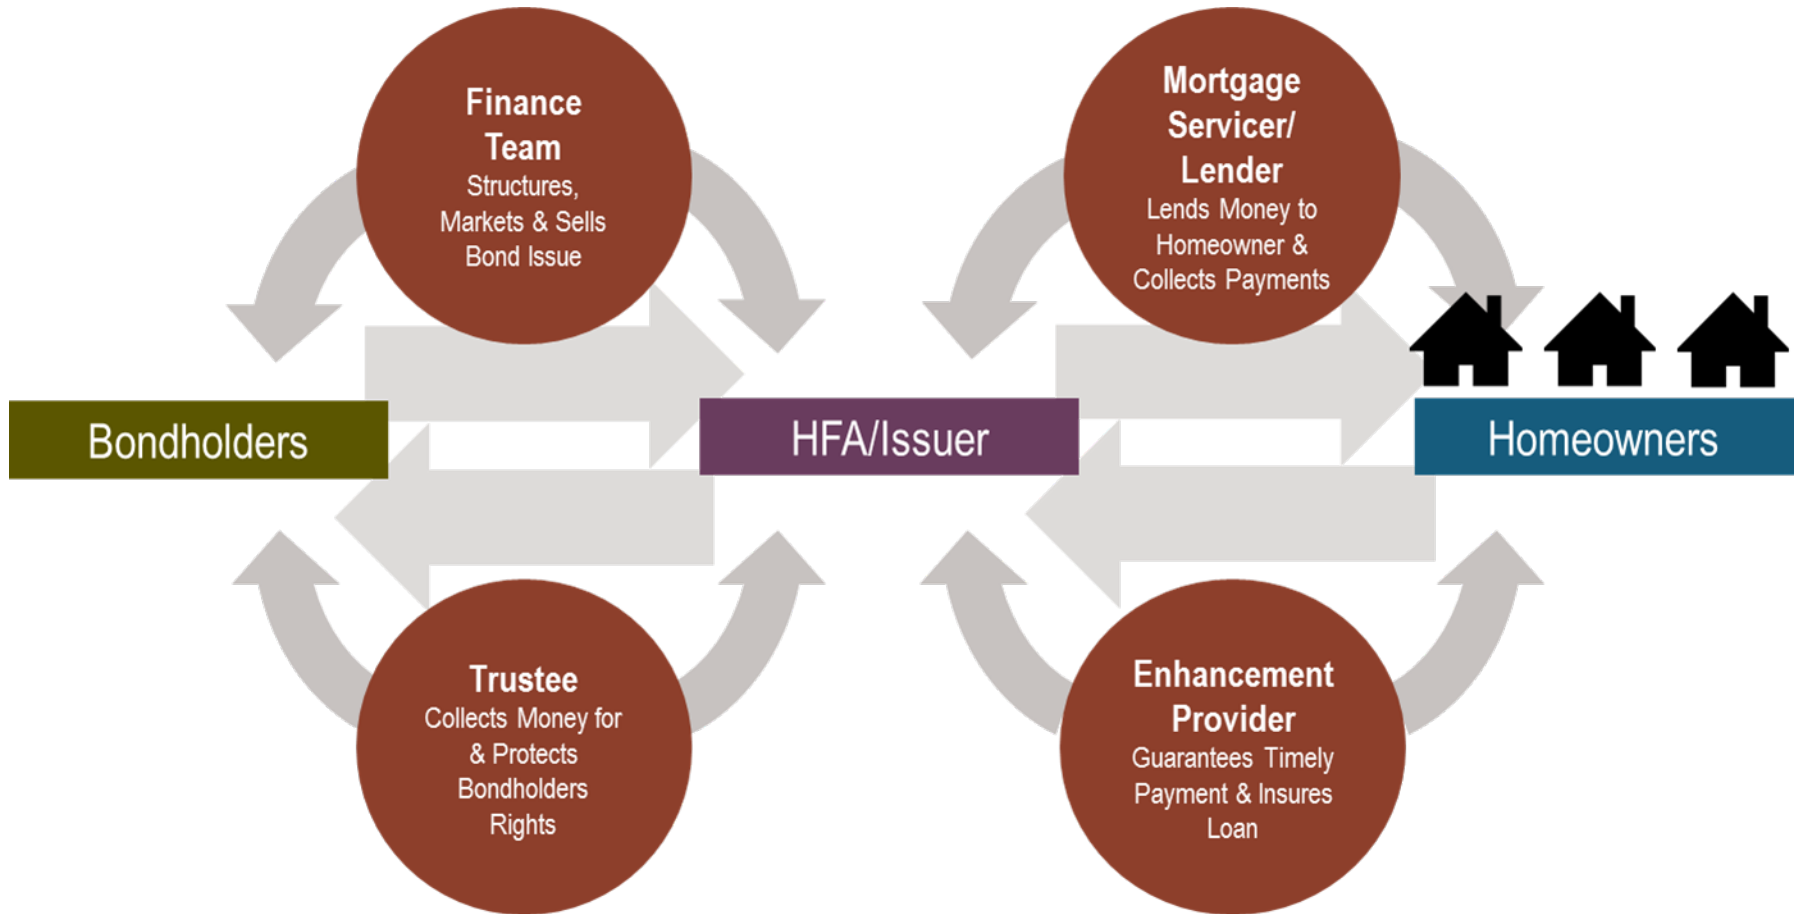 Finance
Team
Structures,
Markets & Sells
Bond Issue
Mortgage
Servicer/
Lender
Lends Money to
Homeowner &
Collects Payments
Bondholders
HFA/Issuer
Homeowners
Trustee
Collects Money for
& Protects
Bondholders
Rights
Enhancement
Provider
Guarantees Timely
Payment & Insures
Loan